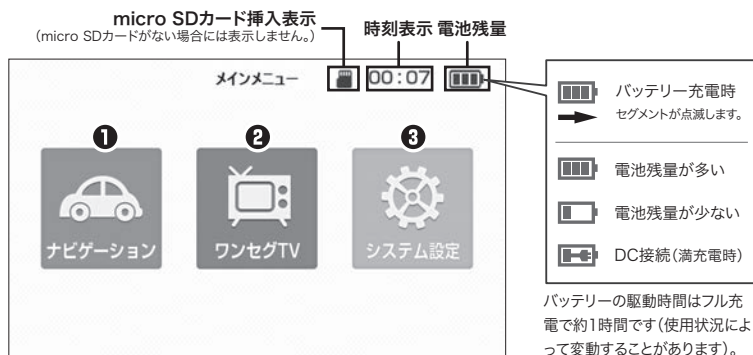 micro SDカード挿入表示
(micro SDカードがない場合には表示しません。)
時刻表示
電池残量
メインメニュー
00:07
❶
❷
❸
ナビゲーション
ワンセグTV
システム設定
バッテリー充電時
セグメントが点滅します。
電池残量が多い
電池残量が少ない
DC接続(満充電時)
バッテリーの駆動時間はフル充
電で約1時間です(使用状況によ
って変動することがあります)。